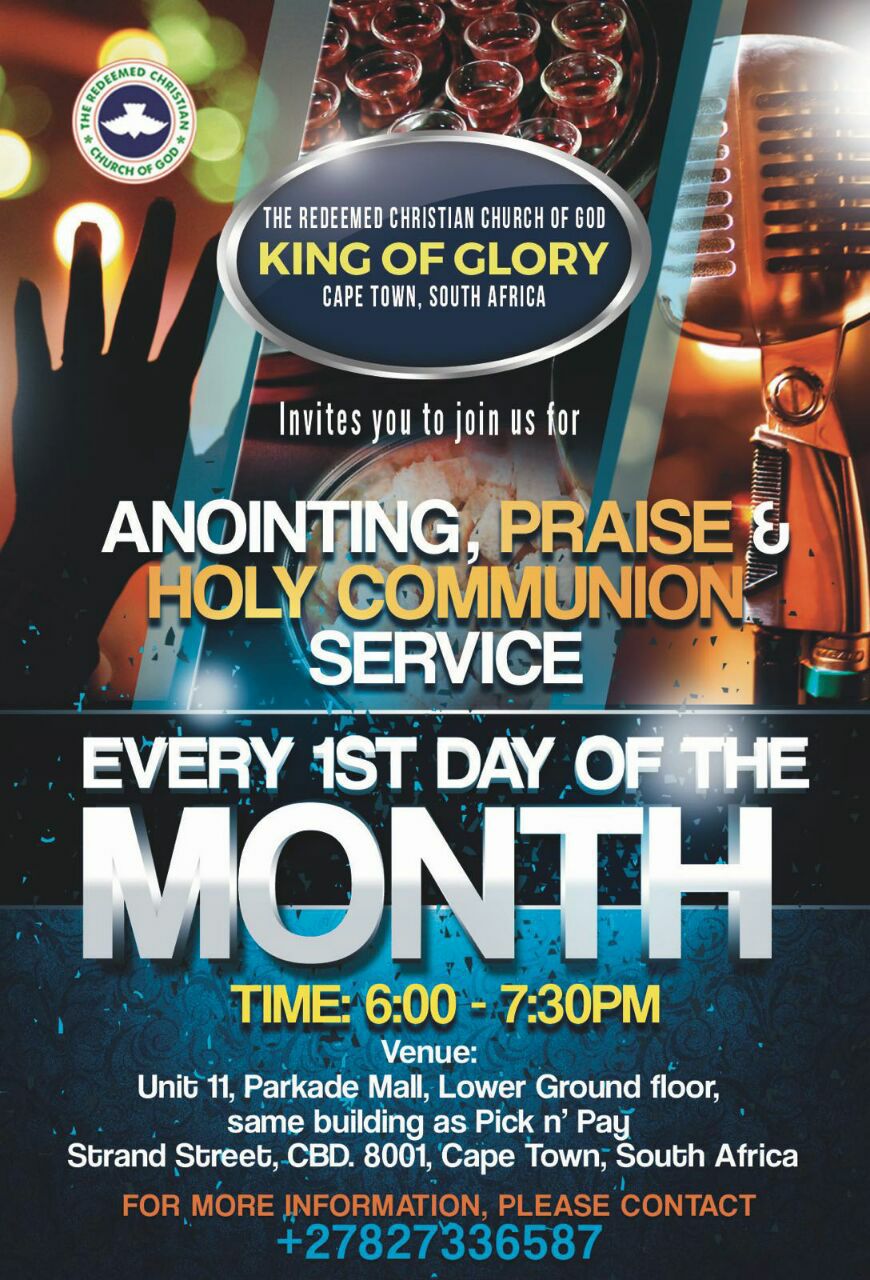 THE REDEEMED CHRISTIAN
CHURCH OF GOD
THE REDEEMED CHRISTIAN CHURCH OF GOD
KING OF GLORY
CAPE TOWN, SOUTH AFRICA
Invites you to join us for
ANOINTING, PRAISE &
HOLY COMMUNION
SERVICE
EVERY 1ST DAY OF THE
MONTH
TIME: 6:00 - 7:30PM
Venue:
Unit 11, Parkade Mall, Lower Ground floor,
same building as Pick n' Pay
Strand Street, CBD. 8001, Cape Town, South Africa
FOR MORE INFORMATION, PLEASE CONTACT
+27827336587